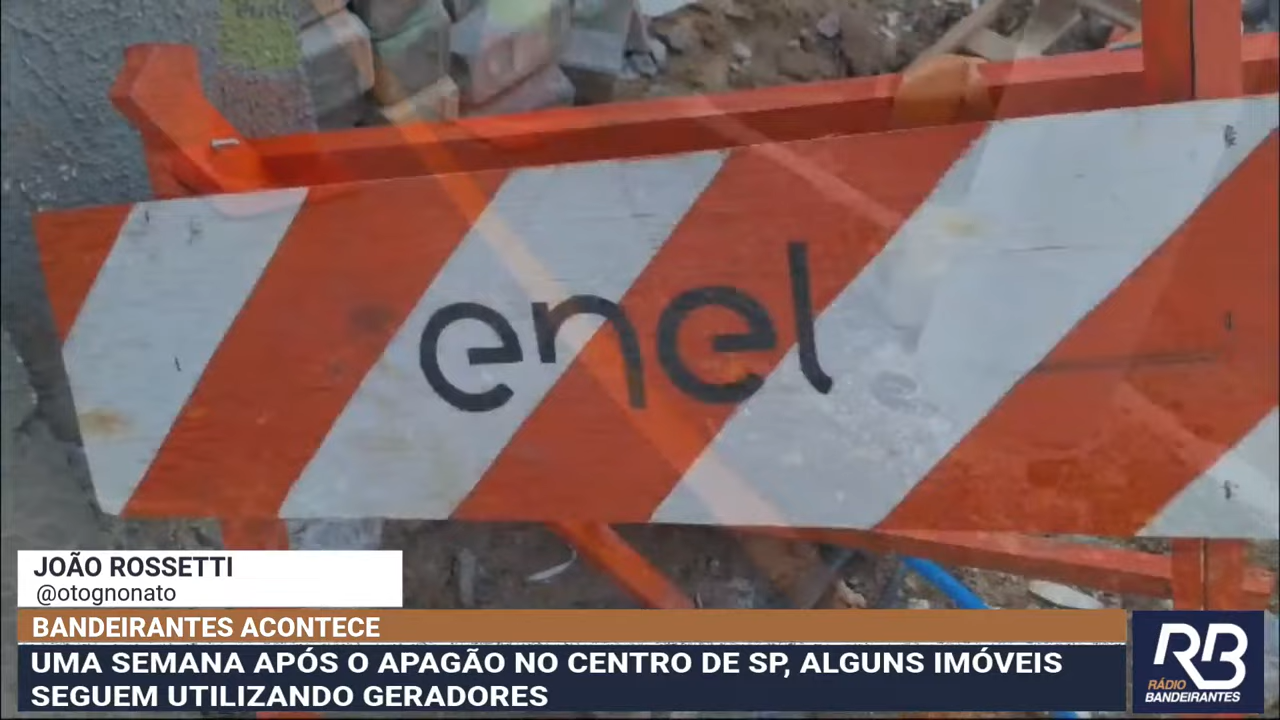 enel
JOÃO ROSSETTI
@otognonato
BANDEIRANTES ACONTECE
UMA SEMANA APÓS O APAGÃO NO CENTRO DE SP, ALGUNS IMÓVEIS
SEGUEM UTILIZANDO GERADORES
RB
RÁDIO
BANDEIRANTES